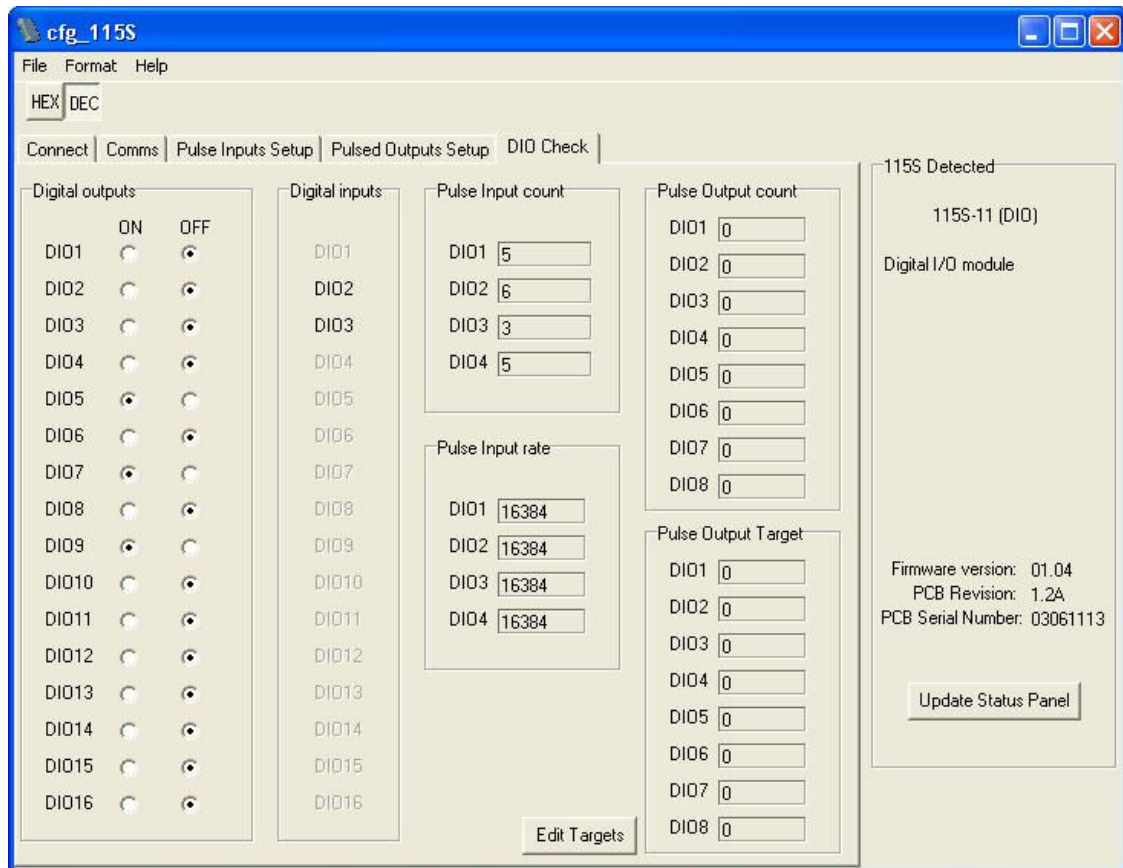 cfg_115S
File Format Help
HEX DEC
Connect Comms Pulse Inputs Setup Pulsed Outputs Setup DIO Check
Digital outputs
ON OFF
DIO1
DIO2
DIO3
DIO4
DIO5
DIO6
DIO7
DIO8
DIO9
DIO10
DIO11
DIO12
DIO13
DIO14
DIO15
DIO16
Digital inputs
DIO1
DIO2
DIO3
DIO4
DIO5
DIO6
DIO7
DIO8
DIO9
DIO10
DIO11
DIO12
DIO13
DIO14
DIO15
DIO16
Pulse Input count
DIO1 5
DIO2 6
DIO3 3
DIO4 5
Pulse Input rate
DIO1 16384
DIO2 16384
DIO3 16384
DIO4 16384
Edit Targets
Pulse Output count
DIO1 0
DIO2 0
DIO3 0
DIO4 0
DIO5 0
DIO6 0
DIO7 0
DIO8 0
Pulse Output Target
DIO1 0
DIO2 0
DIO3 0
DIO4 0
DIO5 0
DIO6 0
DIO7 0
DIO8 0
115S Detected
115S-11 (DIO)
Digital I/O module
Firmware version: 01.04
PCB Revision: 1.2A
PCB Serial Number: 03061113
Update Status Panel